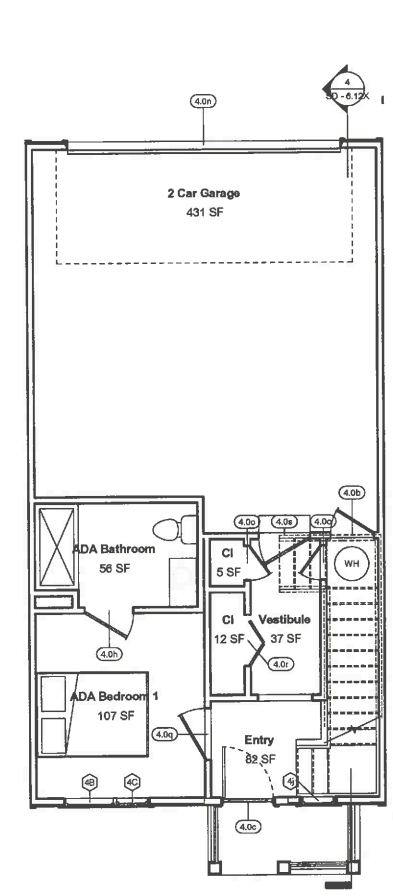 4
SD - 6.12X
4.0n
2 Car Garage
431 SF
4.0b
4.0o
4.0s
4.0q
ADA Bathroom
56 SF
Cl
5 SF
WH
Cl
12 SF
Vestibule
37 SF
4.0h
4.0r
ADA Bedroom 1
107 SF
4.0q
Entry
82 SF
4B
4C
4j
4.0c